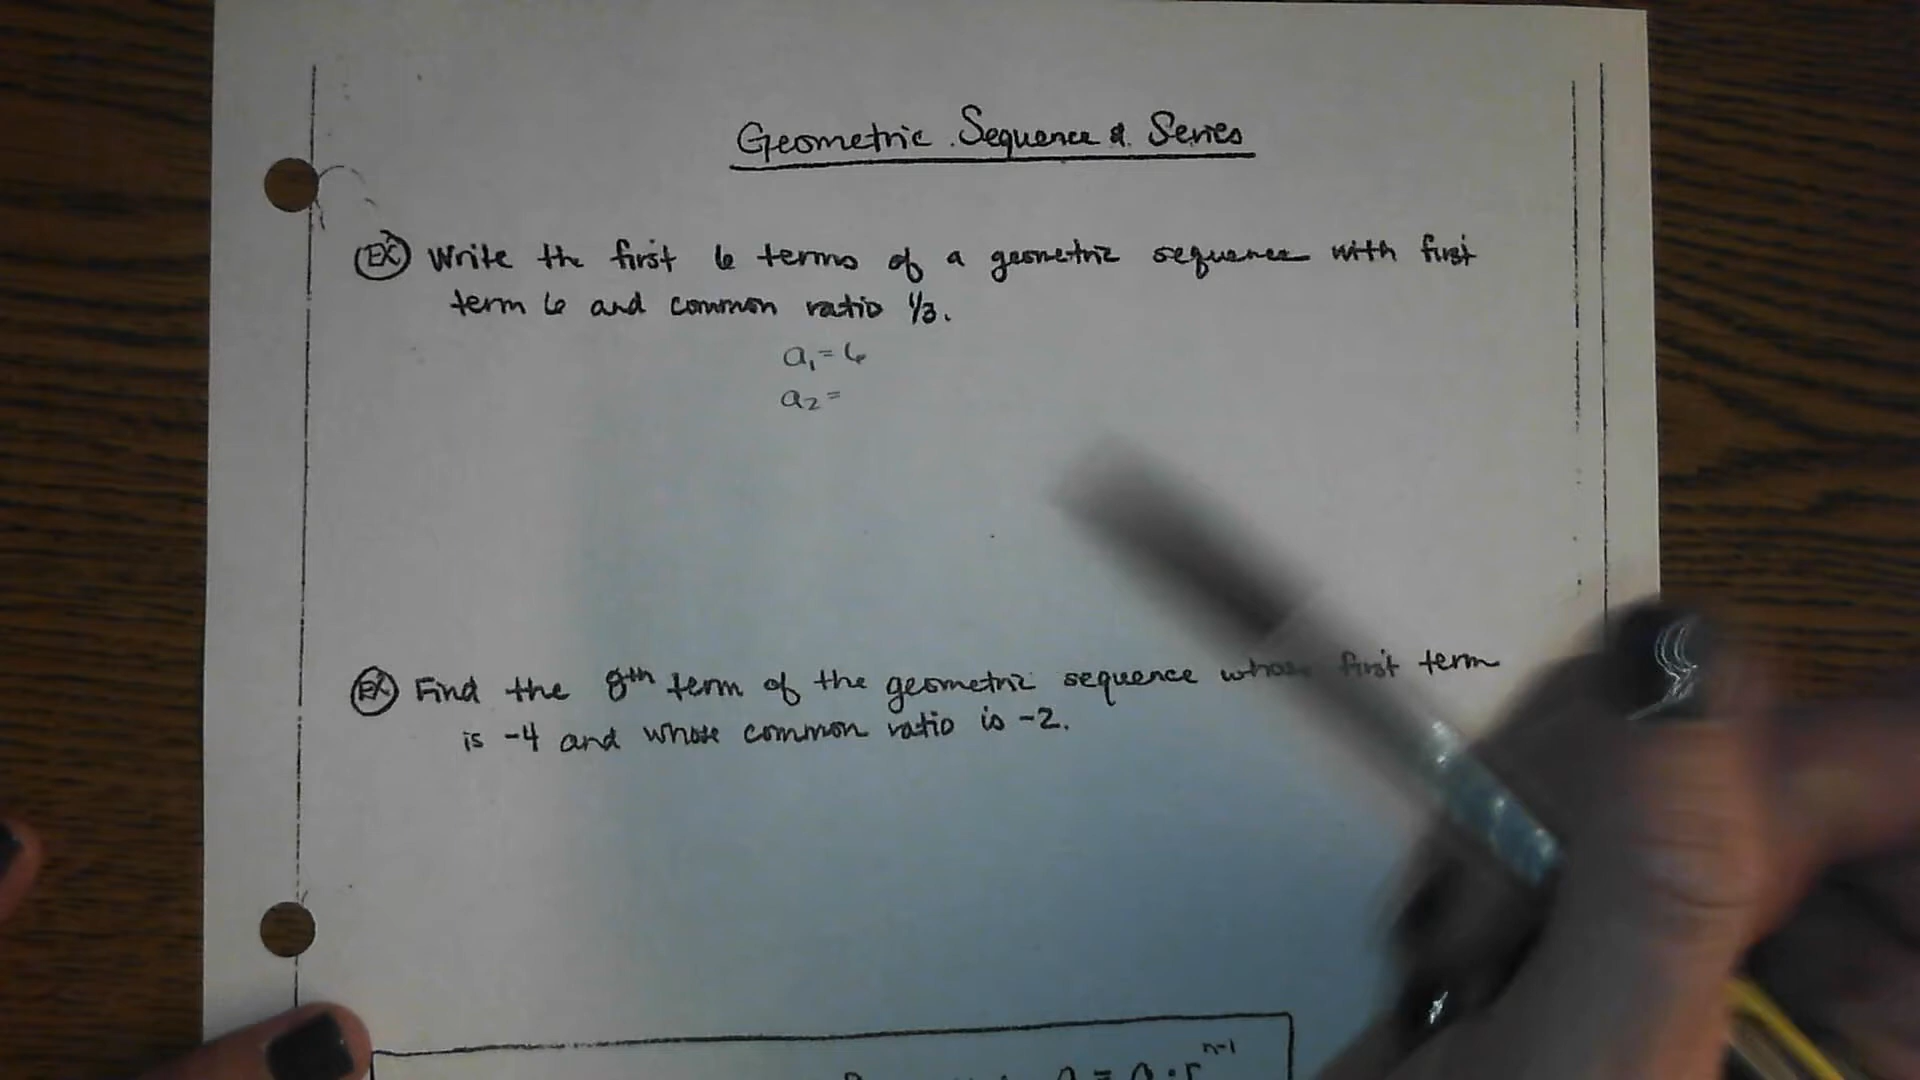 Geometric Sequence & Series
EX Write the first 6 terms of a geometric sequence with first
term 6 and common ratio 1/3.
a₁ = 6
a₂ =
EX Find the 8th term of the geometric sequence whose first term
is -4 and whose common ratio is -2.